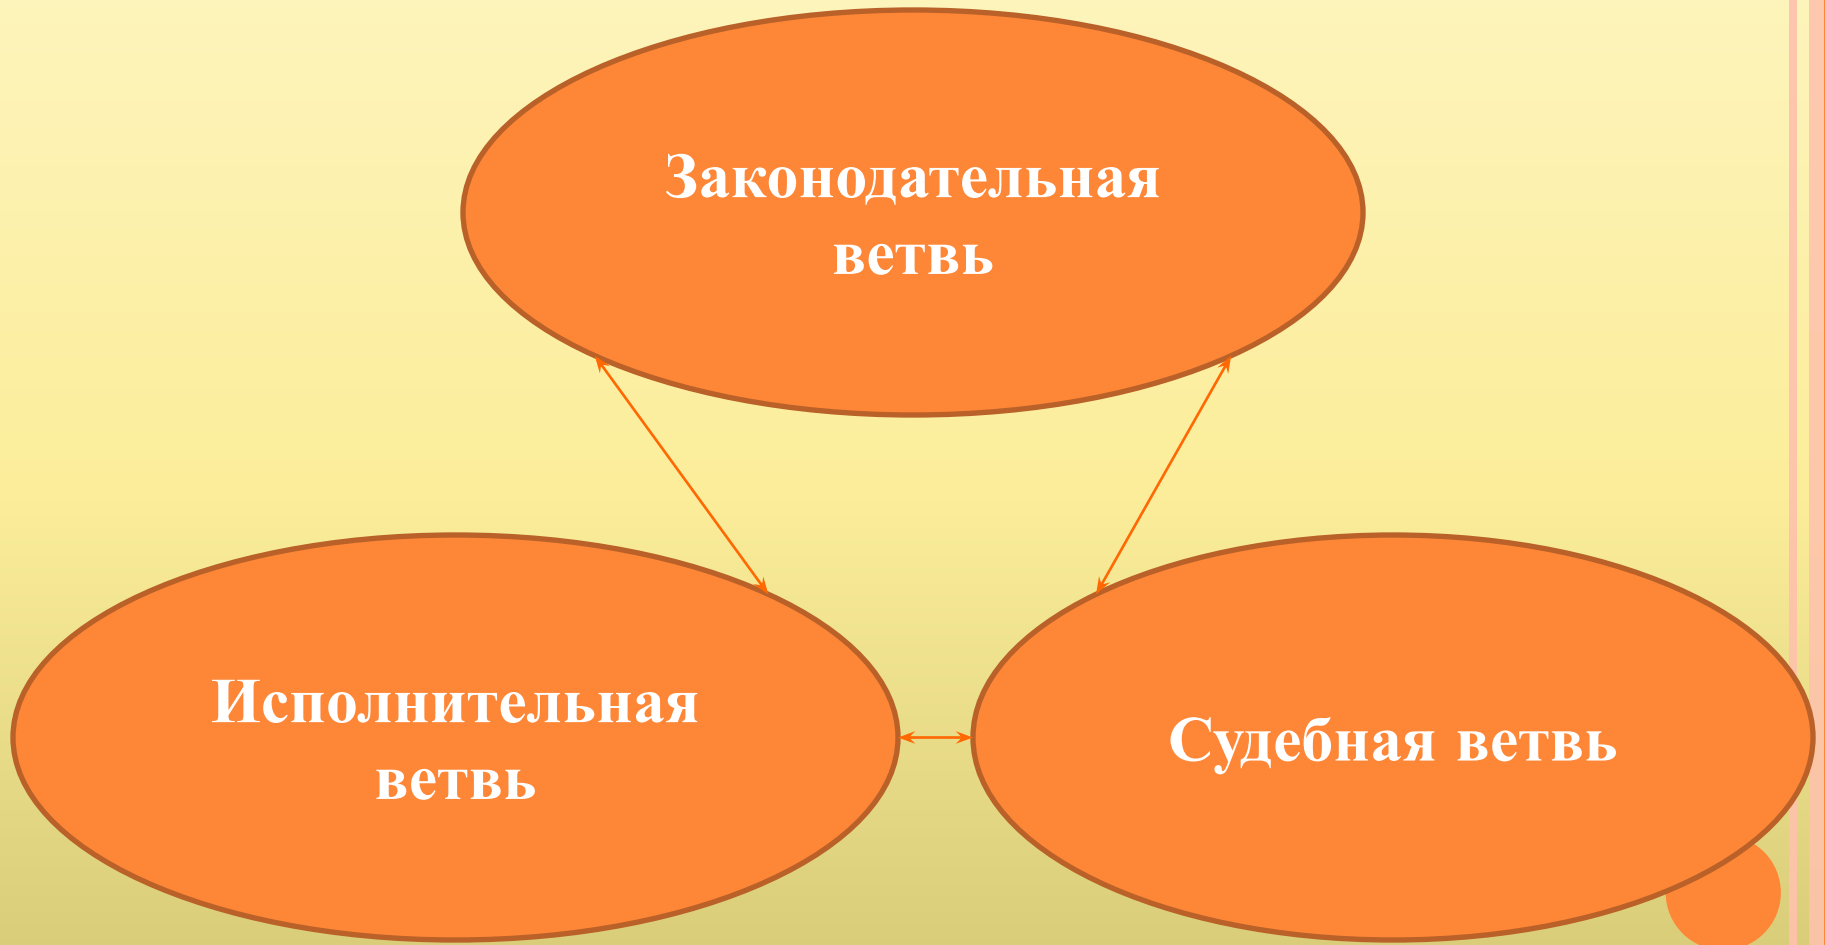 Законодательная
ветвь
Исполнительная
ветвь
Судебная ветвь